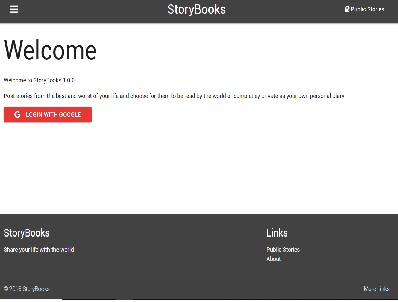 StoryBooks
Public Stories
Welcome
Welcome to StoryBooks 1.0.0
Post stories from the best and worst of your life and choose for them to be read by the world or completley private as your own personal diary
LOGIN WITH GOOGLE
StoryBooks
Share your life with the world
Links
Public Stories
About
© 2018 StoryBooks
More links